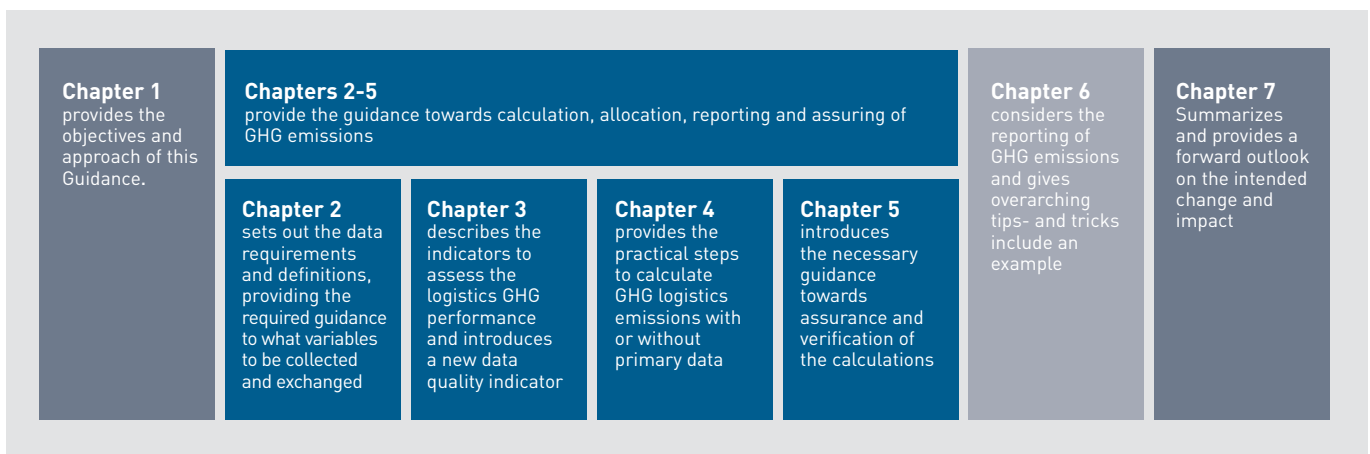 Chapter 1
provides the
objectives and
approach of this
Guidance.
Chapters 2-5
provide the guidance towards calculation, allocation, reporting and assuring of
GHG emissions
Chapter 2
sets out the data
requirements
and definitions,
providing the
required guidance
to what variables
to be collected
and exchanged
Chapter 3
describes the
indicators to
assess the
logistics GHG
performance
and introduces
a new data
quality indicator
Chapter 4
provides the
practical steps
to calculate
GHG logistics
emissions with
or without
primary data
Chapter 5
introduces
the necessary
guidance
towards
assurance and
verification of
the calculations
Chapter 6
considers the
reporting of
GHG emissions
and gives
overarching
tips- and tricks
include an
example
Chapter 7
Summarizes
and provides a
forward outlook
on the intended
change and
impact